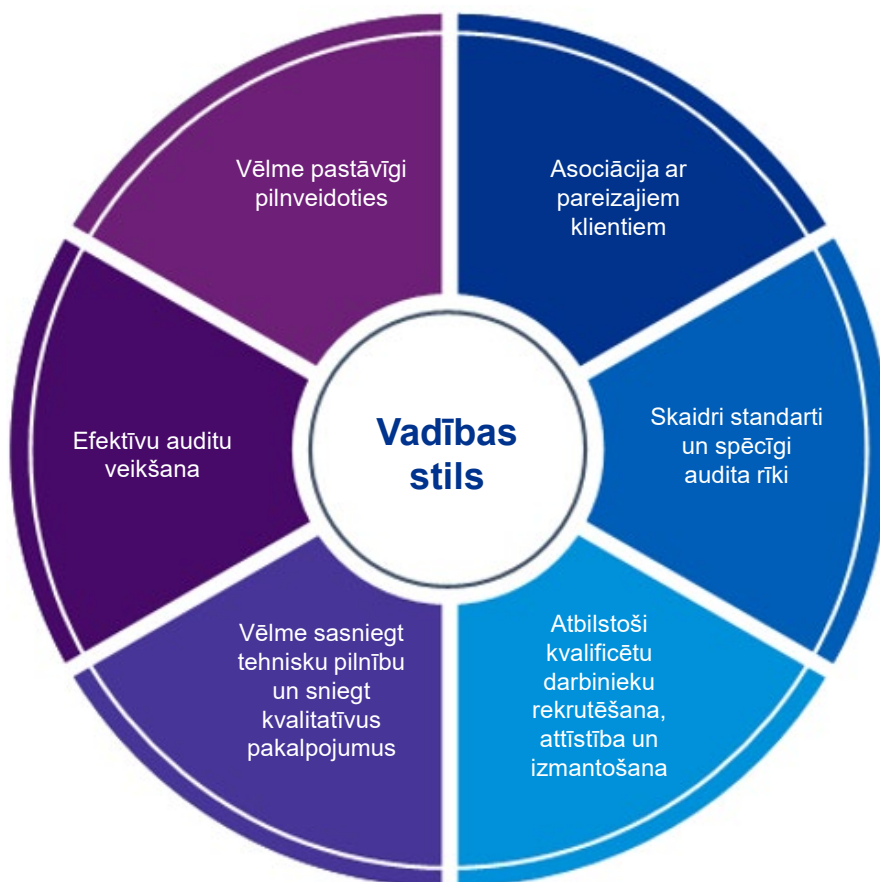 Vēlme pastāvīgi
pilnveidoties
Asociācija ar
pareizajiem
klientiem
Skaidri standarti
un spēcīgi
audita rīki
Atbilstoši
kvalificētu
darbinieku
rekrutēšana,
attīstība un
izmantošana
Vēlme sasniegt
tehnisku pilnību
un sniegt
kvalitatīvus
pakalpojumus
Efektīvu auditu
veikšana
Vadības
stils